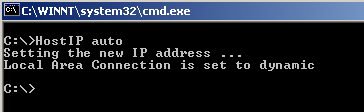 C:\WINNT\system32\cmd.exe
C:\>HostIP auto
Setting the new IP address ...
Local Area Connection is set to dynamic
C:\>